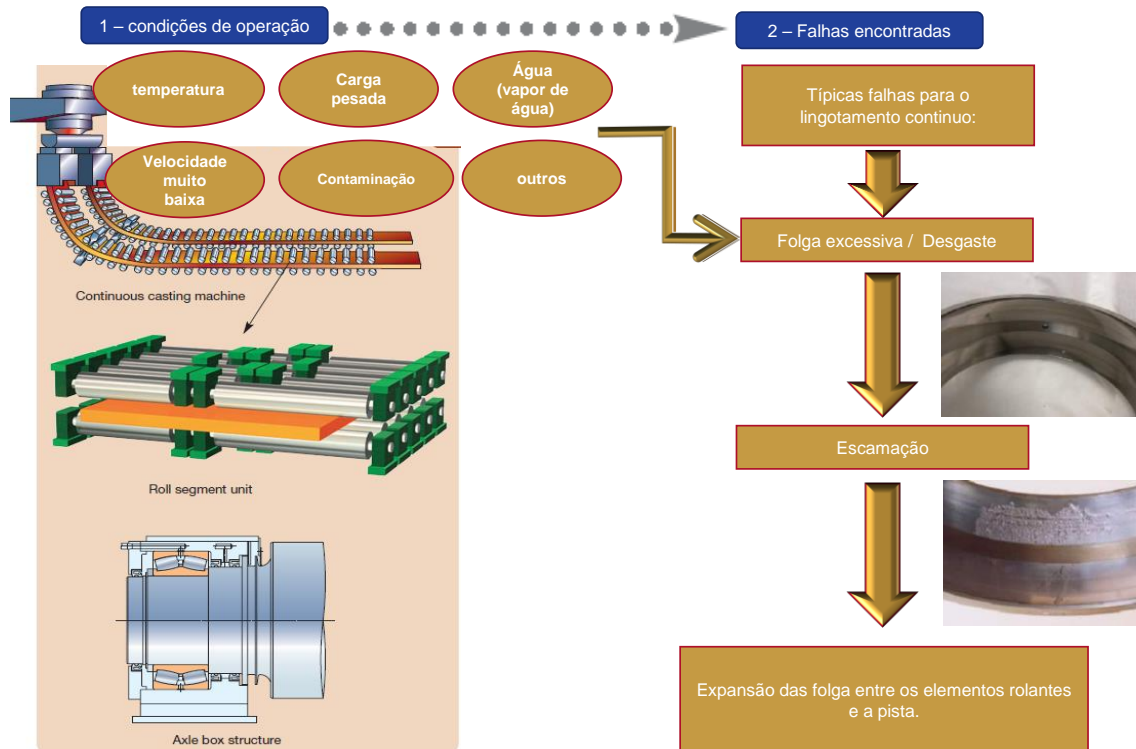 1 – condições de operação
2 – Falhas encontradas
temperatura
Carga
pesada
Água
(vapor de
água)
Velocidade
muito
baixa
Contaminação
outros
Continuous casting machine
Roll segment unit
Axle box structure
Típicas falhas para o
lingotamento continuo:
Folga excessiva / Desgaste
Escamação
Expansão das folga entre os elementos rolantes
e a pista.